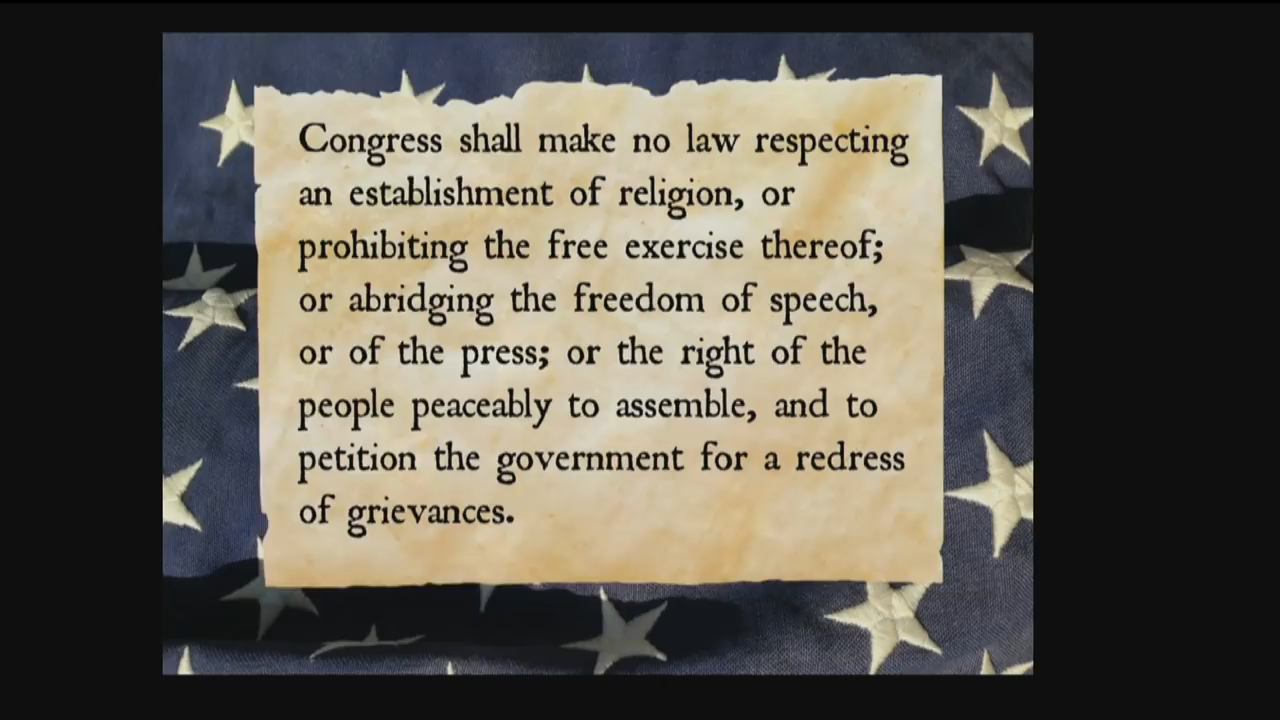 Congress shall make no law respecting
an establishment of religion, or
prohibiting the free exercise thereof;
or abridging the freedom of speech,
or of the press; or the right of the
people peaceably to assemble, and to
petition the government for a redress
of grievances.